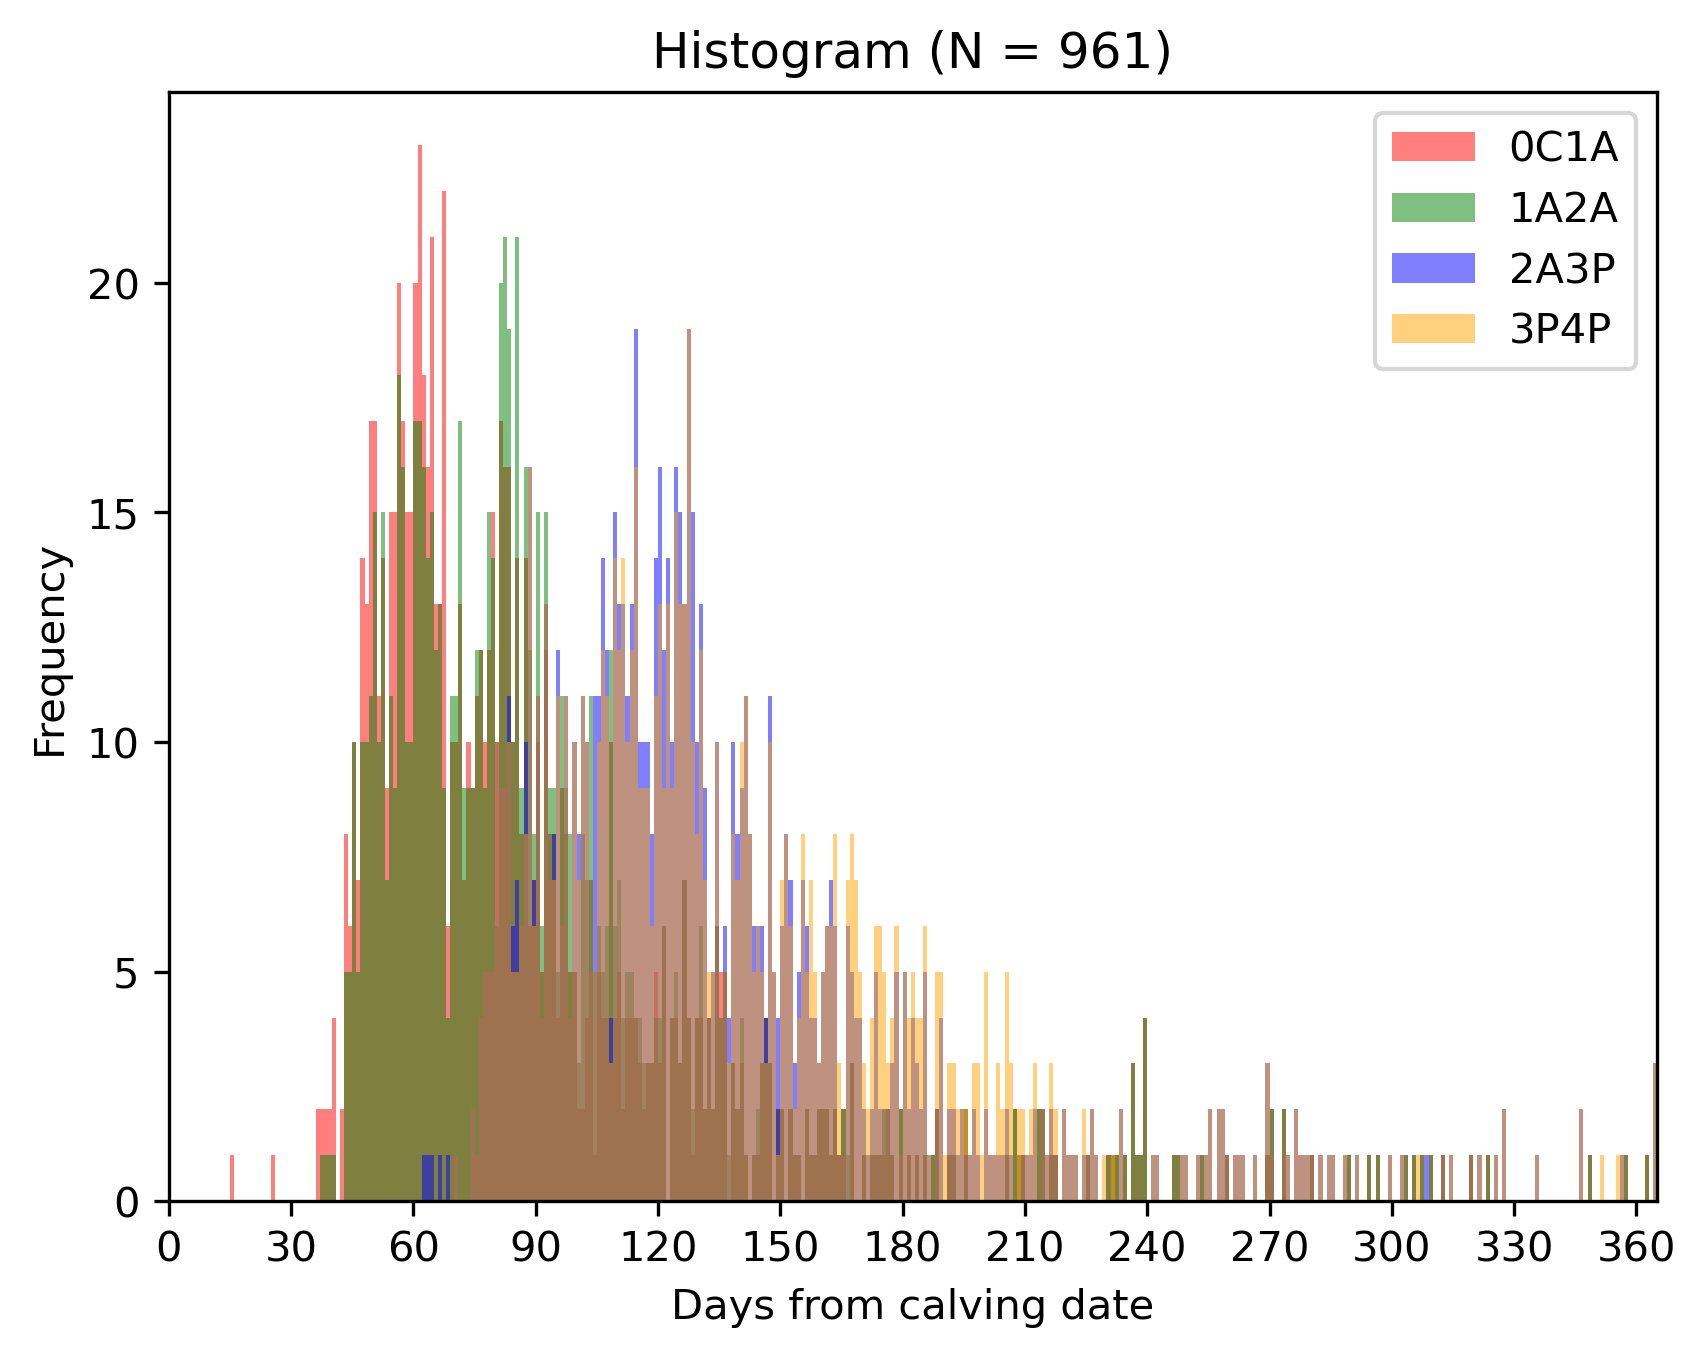 Histogram (N = 961)
0C1A
1A2A
2A3P
3P4P
20
15
10
5
0
Frequency
0 30 60 90 120 150 180 210 240 270 300 330 360
Days from calving date